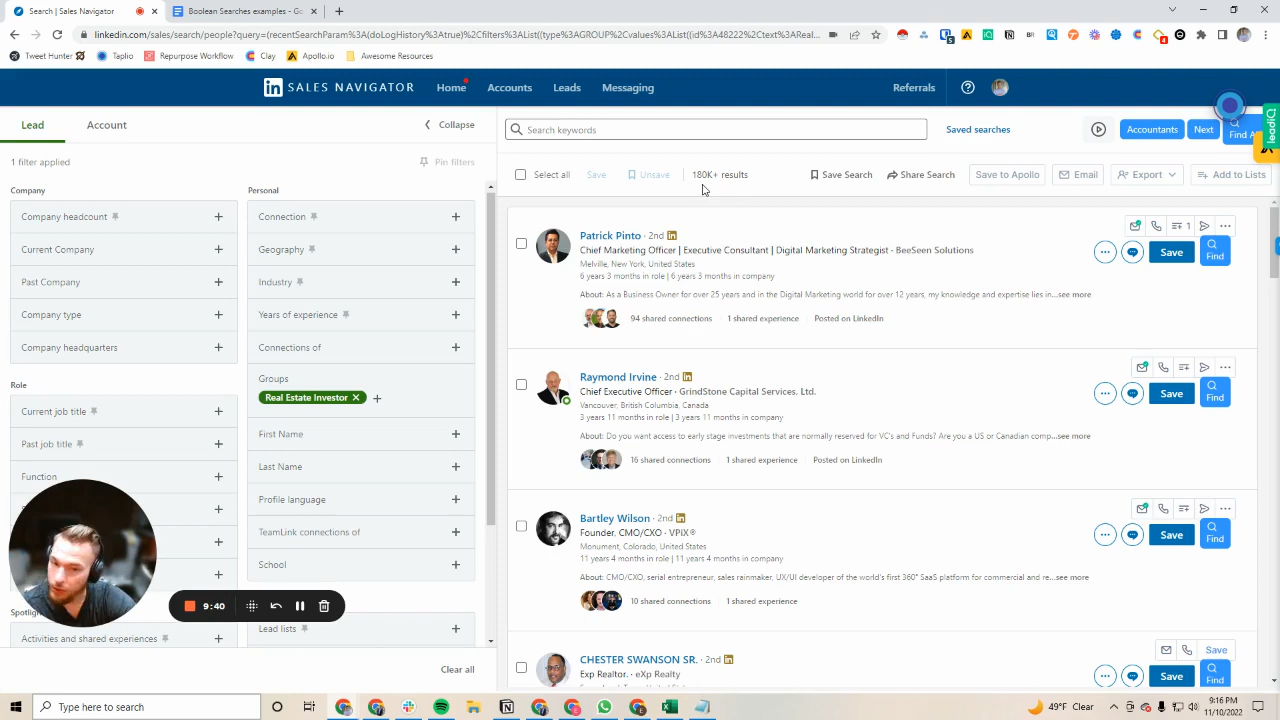 Search | Sales Navigator
Boolean Searches examples - Go
linkedin.com/sales/search/people?query=(recentSearchParam%3A(doLogHistory%3Atrue)%2Cfilters%3AList((type%3AGROUP%2Cvalues%3AList((id%3A48222%2Ctext%3AReal...
Tweet Hunter
Taplio
Repurpose Workflow
Clay
Apollo.io
Awesome Resources
in SALES NAVIGATOR
Home
Accounts
Leads
Messaging
Referrals
Lead
Account
Collapse
Search keywords
Saved searches
Accountants
Next
Find A
1 filter applied
Pin filters
Select all
Save
Unsave
180K+ results
Save Search
Share Search
Save to Apollo
Email
Export
Add to Lists
Company
Company headcount
Current Company
Past Company
Company type
Company headquarters
Role
Current job title
Past job title
Function
Spotlig
Activities and shared experiences
Personal
Connection
Geography
Industry
Years of experience
Connections of
Groups
Real Estate Investor
First Name
Last Name
Profile language
TeamLink connections of
School
Lead lists
Clear all
9:40
Patrick Pinto · 2nd
Chief Marketing Officer | Executive Consultant | Digital Marketing Strategist - BeeSeen Solutions
Melville, New York, United States
6 years 3 months in role | 6 years 3 months in company
About: As a Business Owner for over 25 years and in the Digital Marketing world for over 12 years, my knowledge and expertise lies in...see more
94 shared connections
1 shared experience
Posted on LinkedIn
1
Save
Find
Raymond Irvine · 2nd
Chief Executive Officer · GrindStone Capital Services, Ltd.
Vancouver, British Columbia, Canada
3 years 11 months in role | 3 years 11 months in company
About: Do you want access to early stage investments that are normally reserved for VC's and Funds? Are you a US or Canadian comp...see more
16 shared connections
1 shared experience
Posted on LinkedIn
Save
Find
Bartley Wilson · 2nd
Founder, CMO/CXO · VPiX®
Monument, Colorado, United States
11 years 4 months in role | 11 years 4 months in company
About: CMO/CXO, serial entrepreneur, sales rainmaker, UX/UI developer of the world's first 360° SaaS platform for commercial and re...see more
10 shared connections
1 shared experience
Save
Find
CHESTER SWANSON SR. · 2nd
Exp Realtor. · eXp Realty
Save
Save
Find
Type here to search
49°F Clear
9:16 PM
11/10/2022